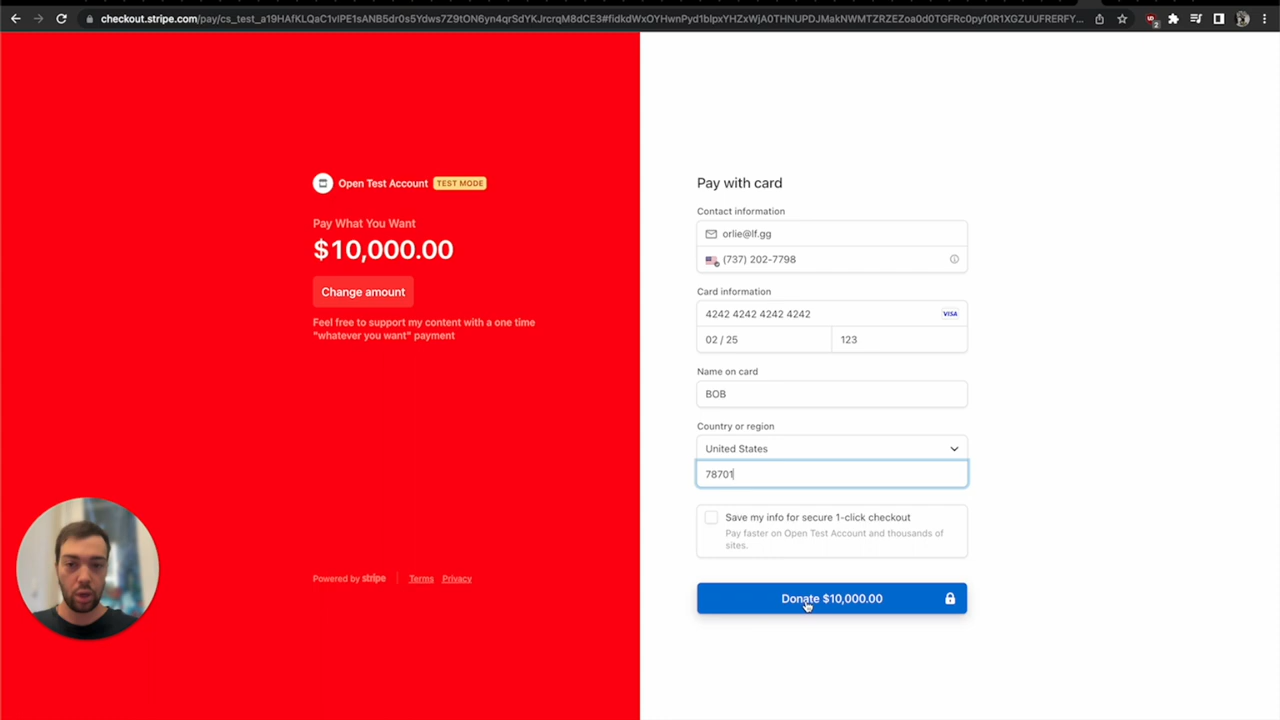 checkout.stripe.com/pay/cs_test_a19HAfKLQaC1vIPE1sANB5dr0s5Ydws7Z9tON6yn4qrSdYKJrcrqM8dCE3#fidkdWxOYHwnPyd1blpxYHZxWjA0THNUPDJMakNWMTZRZEZoa0d0TGFRc0pyf0R1XGZUUFRERFY...
Open Test Account TEST MODE
Pay What You Want
$10,000.00
Change amount
Feel free to support my content with a one time
"whatever you want" payment
Powered by stripe
Terms Privacy
Pay with card
Contact information
orlie@lf.gg
(737) 202-7798
Card information
4242 4242 4242 4242 VISA
02 / 25 123
Name on card
BOB
Country or region
United States
78701
Save my info for secure 1-click checkout
Pay faster on Open Test Account and thousands of
sites.
Donate $10,000.00